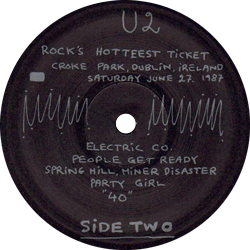 U2
ROCK'S HOTTEEST TICKET
CROKE PARK, DUBLIN, IRELAND
SATURDAY JUNE 27. 1987
ELECTRIC CO.
PEOPLE GET READY
SPRING HILL, MINER DISASTER
PARTY GIRL
"40"
SIDE TWO